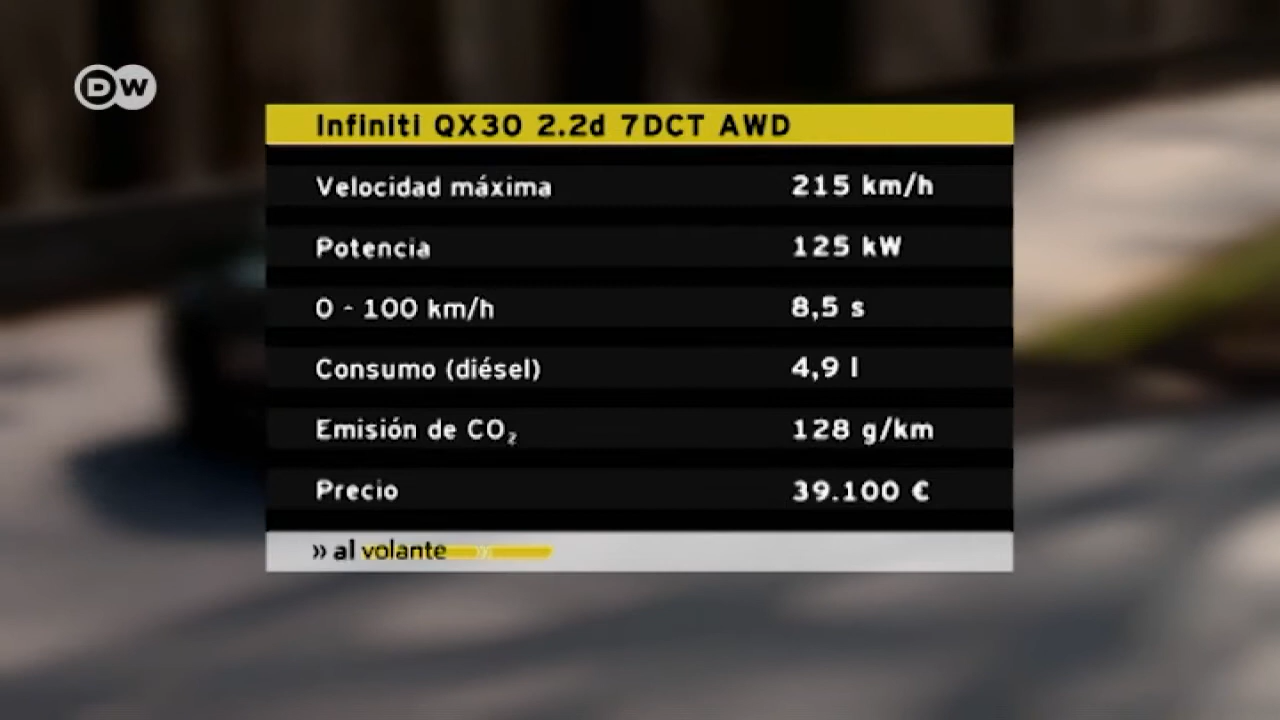 DW
Infiniti QX30 2.2d 7DCT AWD
Velocidad máxima 215 km/h
Potencia 125 kW
0 - 100 km/h 8,5 s
Consumo (diésel) 4,9 l
Emisión de CO₂ 128 g/km
Precio 39.100 €
» al volante